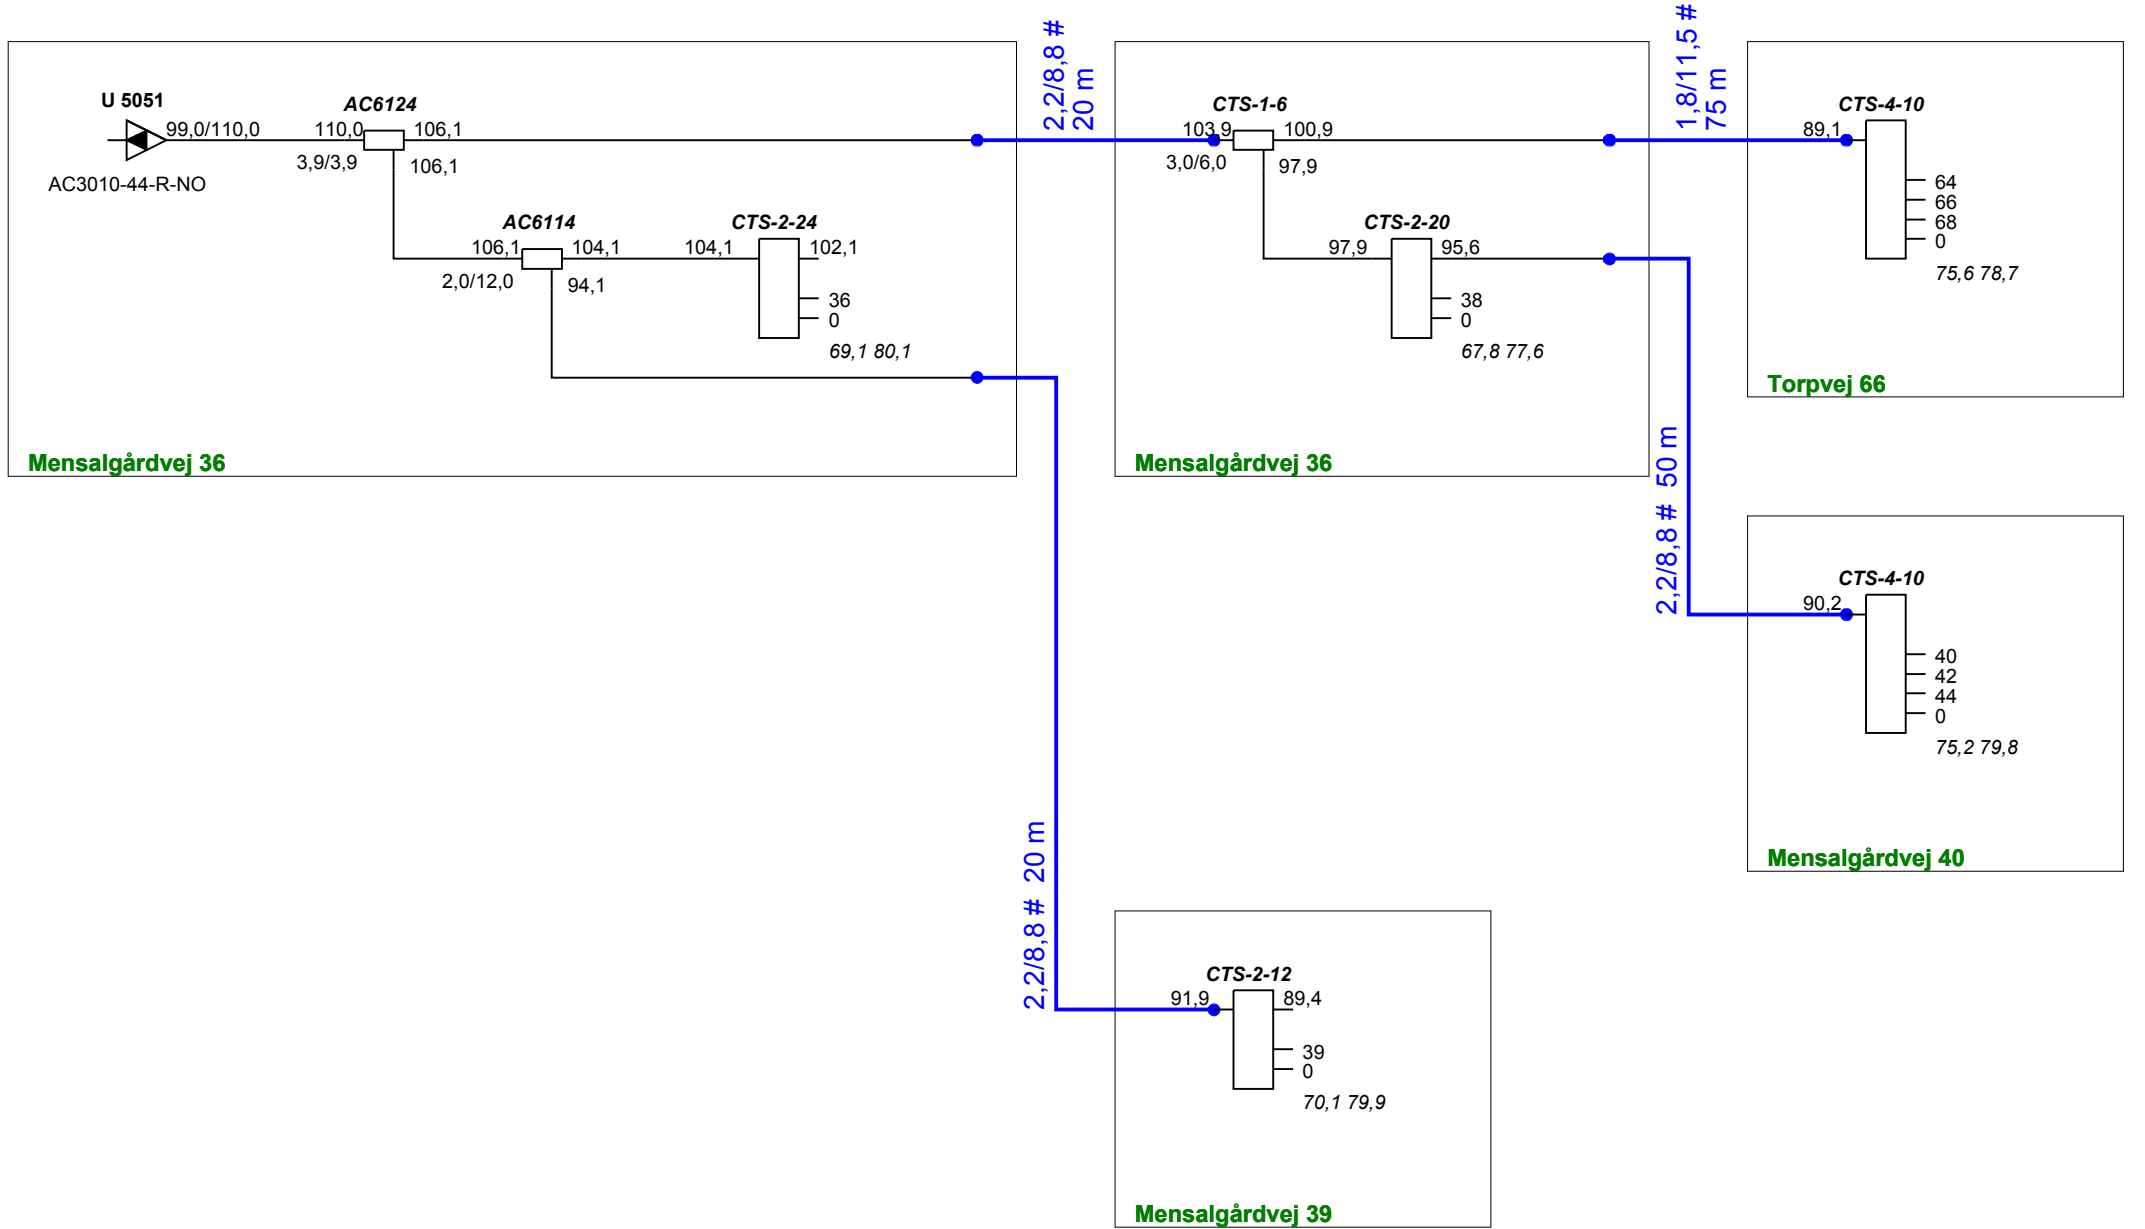 U 5051
99,0/110,0
AC3010-44-R-NO
AC6124
110,0
106,1
3,9/3,9
106,1
AC6114
106,1
104,1
2,0/12,0
94,1
CTS-2-24
104,1
102,1
36
0
69,1 80,1
Mensalgårdvej 36
2,2/8,8 #
20 m
CTS-1-6
103,9
100,9
3,0/6,0
97,9
CTS-2-20
97,9
95,6
38
0
67,8 77,6
Mensalgårdvej 36
1,8/11,5 #
75 m
CTS-4-10
89,1
64
66
68
0
75,6 78,7
Torpvej 66
2,2/8,8 # 50 m
CTS-4-10
90,2
40
42
44
0
75,2 79,8
Mensalgårdvej 40
2,2/8,8 # 20 m
CTS-2-12
91,9
89,4
39
0
70,1 79,9
Mensalgårdvej 39